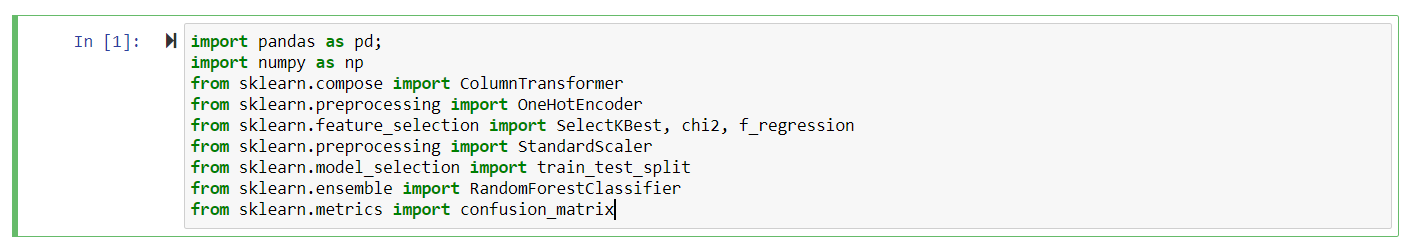 In [1]:
import pandas as pd;
import numpy as np
from sklearn.compose import ColumnTransformer
from sklearn.preprocessing import OneHotEncoder
from sklearn.feature_selection import SelectKBest, chi2, f_regression
from sklearn.preprocessing import StandardScaler
from sklearn.model_selection import train_test_split
from sklearn.ensemble import RandomForestClassifier
from sklearn.metrics import confusion_matrix